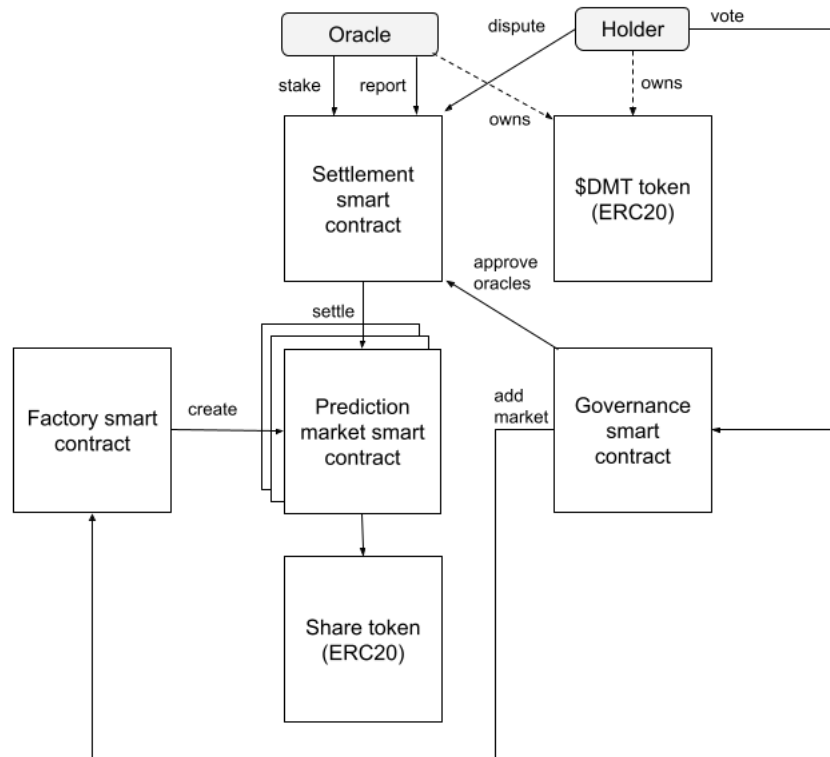 Oracle
Holder
vote
dispute
stake
report
owns
owns
Settlement
smart
contract
$DMT token
(ERC20)
approve
oracles
settle
Factory smart
contract
create
Prediction
market smart
contract
add
market
Governance
smart
contract
Share token
(ERC20)